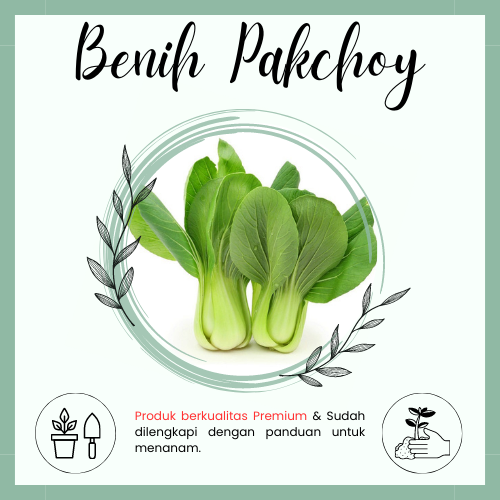 Benih Pakchoy
Produk berkualitas Premium & Sudah
dilengkapi dengan panduan untuk
menanam.